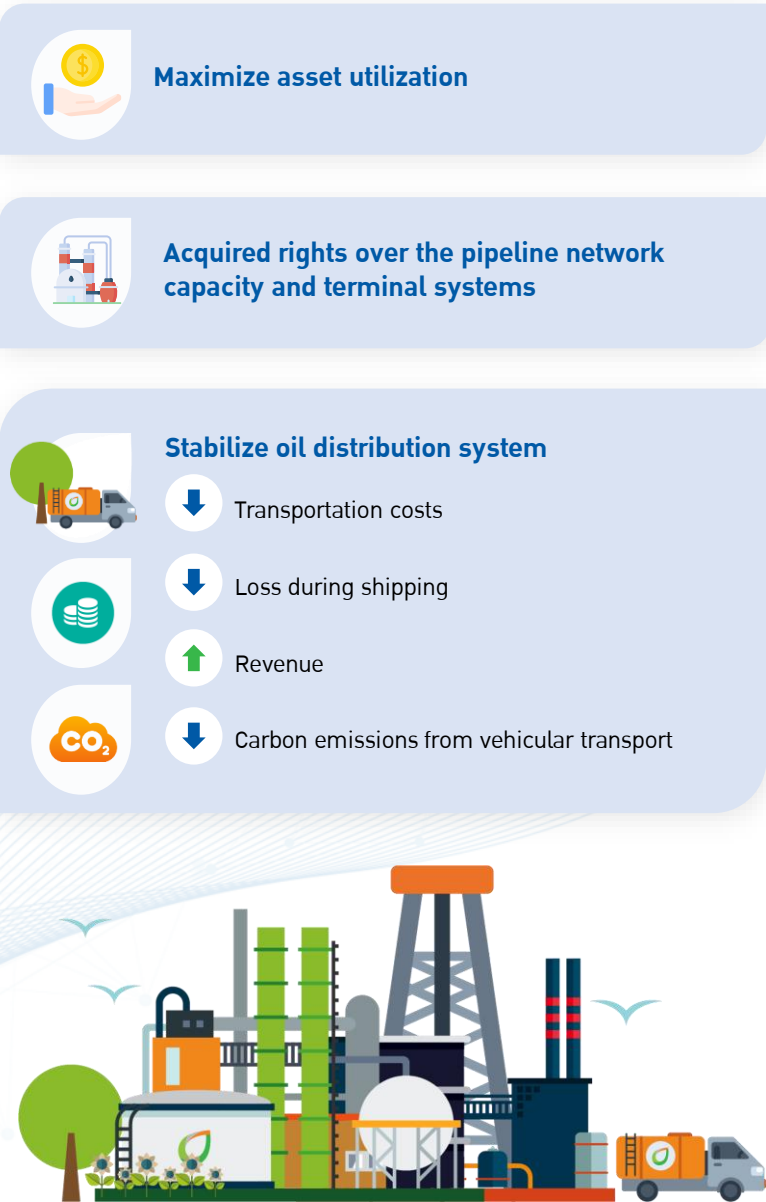 $
Maximize asset utilization
Acquired rights over the pipeline network
capacity and terminal systems
Stabilize oil distribution system
Transportation costs
Loss during shipping
Revenue
CO₂
Carbon emissions from vehicular transport